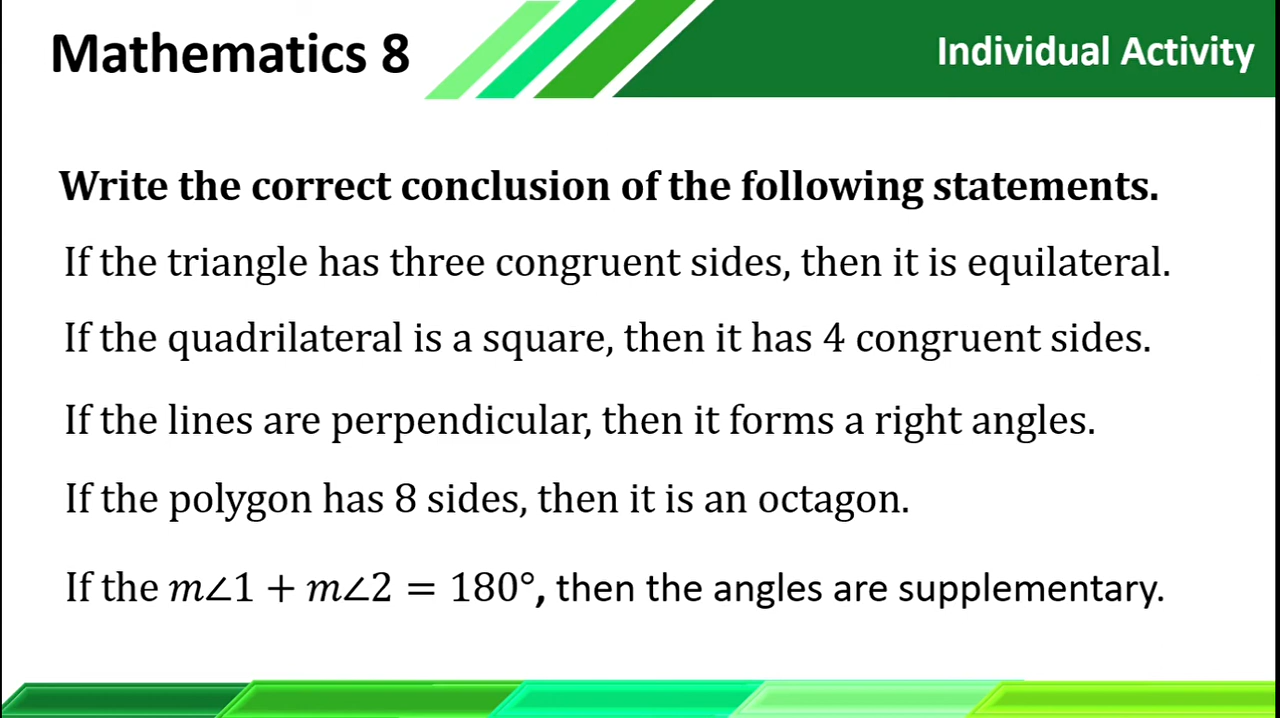 Mathematics 8
Individual Activity
Write the correct conclusion of the following statements.
If the triangle has three congruent sides, then it is equilateral.
If the quadrilateral is a square, then it has 4 congruent sides.
If the lines are perpendicular, then it forms a right angles.
If the polygon has 8 sides, then it is an octagon.
If the m∠1 + m∠2 = 180°, then the angles are supplementary.